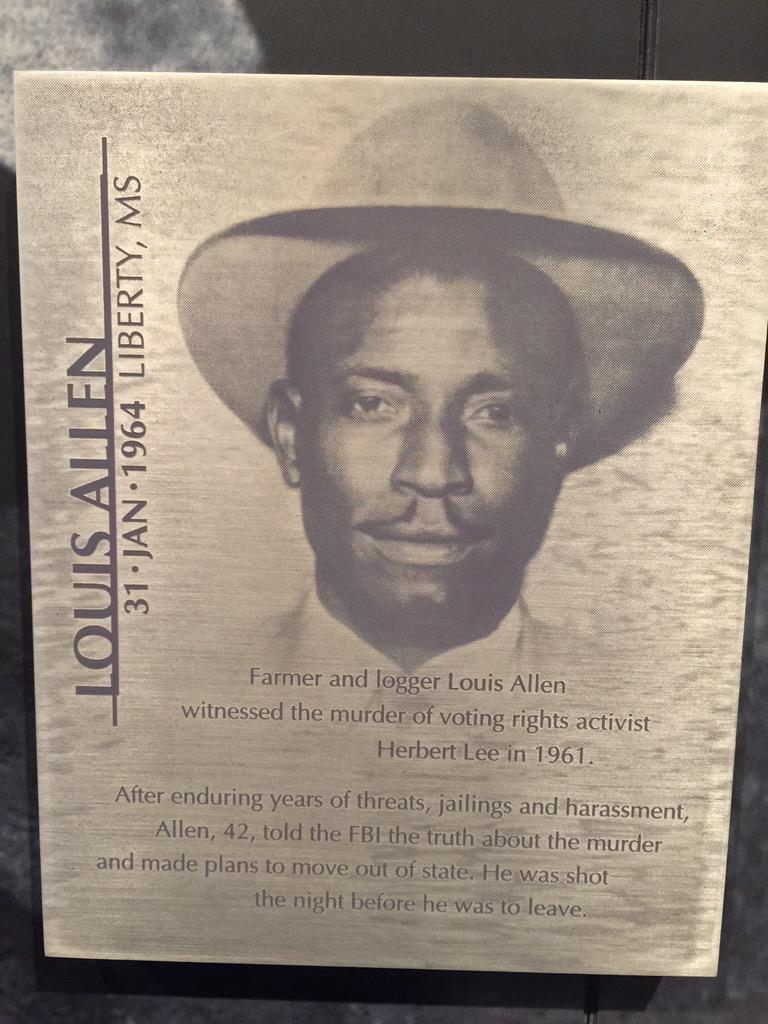 LOUIS ALLEN
31·JAN·1964 LIBERTY, MS
Farmer and logger Louis Allen
witnessed the murder of voting rights activist
Herbert Lee in 1961.
After enduring years of threats, jailings and harassment,
Allen, 42, told the FBI the truth about the murder
and made plans to move out of state. He was shot
the night before he was to leave.